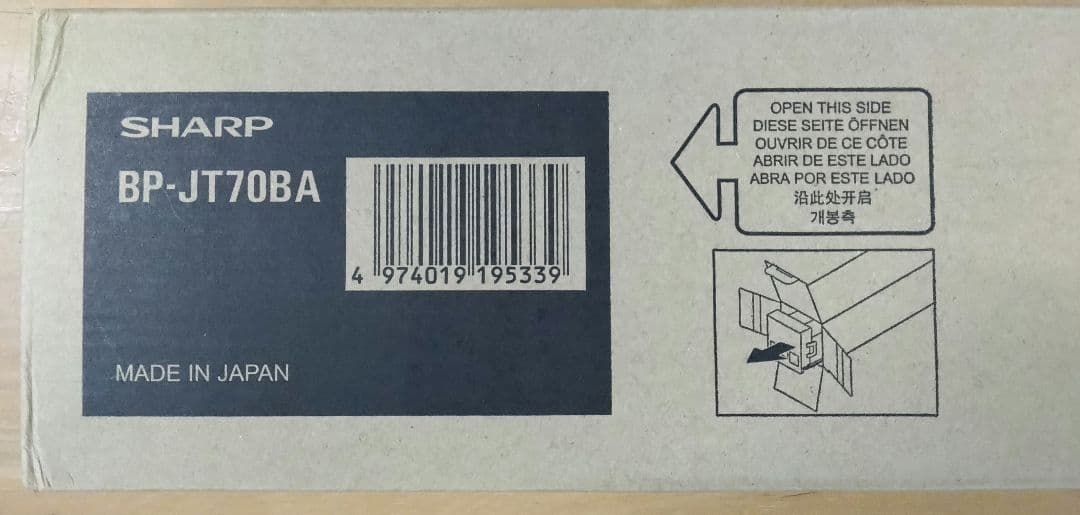 SHARP
BP-JT70BA
4 974019 195339
MADE IN JAPAN
OPEN THIS SIDE
DIESE SEITE ÖFFNEN
OUVRIR DE CE CÔTE
ABRIR DE ESTE LADO
ABRA POR ESTE LADO
沿此处开启
개봉측